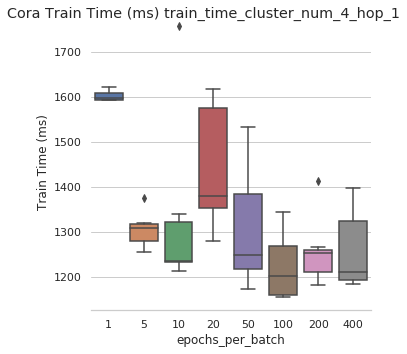 Cora Train Time (ms) train_time_cluster_num_4_hop_1
1700
1600
1500
1400
1300
1200
Train Time (ms)
1 5 10 20 50 100 200 400
epochs_per_batch